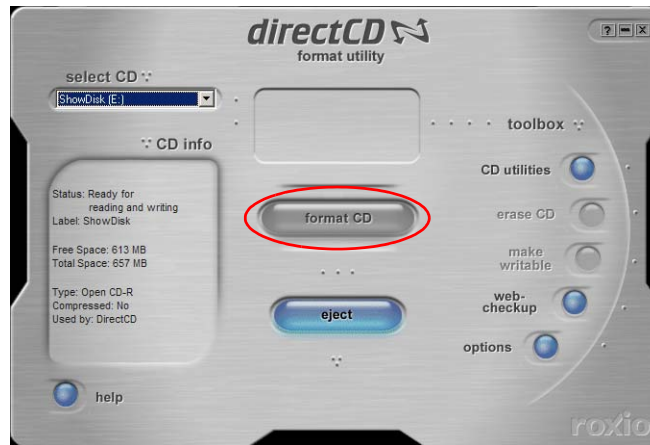 directCD
format utility
select CD
ShowDisk (E:)
CD info
Status: Ready for
reading and writing
Label: ShowDisk
Free Space: 613 MB
Total Space: 657 MB
Type: Open CD-R
Compressed: No
Used by: DirectCD
help
format CD
eject
toolbox
CD utilities
erase CD
make
writable
web-
checkup
options
roxio
?